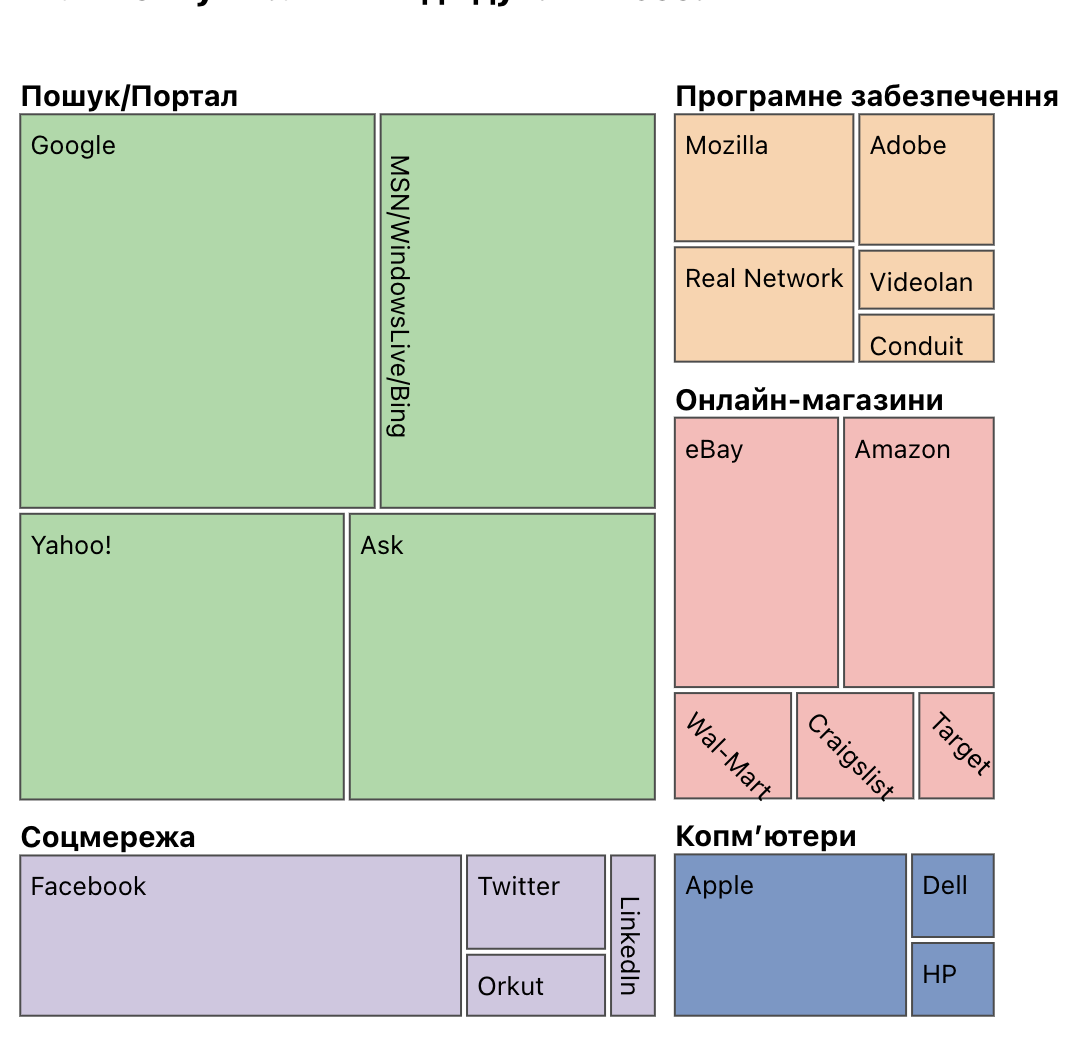 Пошук/Портал
Google
MSN/WindowsLive/Bing
Yahoo!
Ask
Програмне забезпечення
Mozilla
Adobe
Real Network
Videolan
Conduit
Онлайн-магазини
eBay
Amazon
Wal-Mart
Craigslist
Target
Соцмережа
Facebook
Twitter
Orkut
LinkedIn
Копм’ютери
Apple
Dell
HP